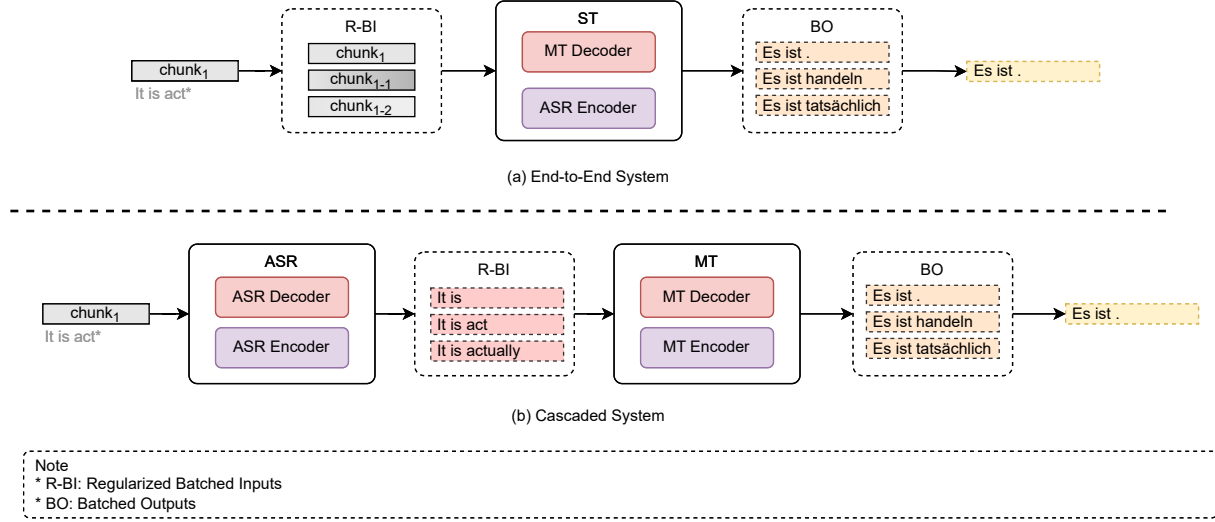 R-BI
ST
BO
chunk1
It is act*
chunk1
chunk1-1
chunk1-2
MT Decoder
ASR Encoder
Es ist .
Es ist handeln
Es ist tatsächlich
Es ist .
(a) End-to-End System
ASR
R-BI
MT
BO
chunk1
It is act*
ASR Decoder
ASR Encoder
It is
It is act
It is actually
MT Decoder
MT Encoder
Es ist .
Es ist handeln
Es ist tatsächlich
Es ist .
(b) Cascaded System
Note
* R-BI: Regularized Batched Inputs
* BO: Batched Outputs